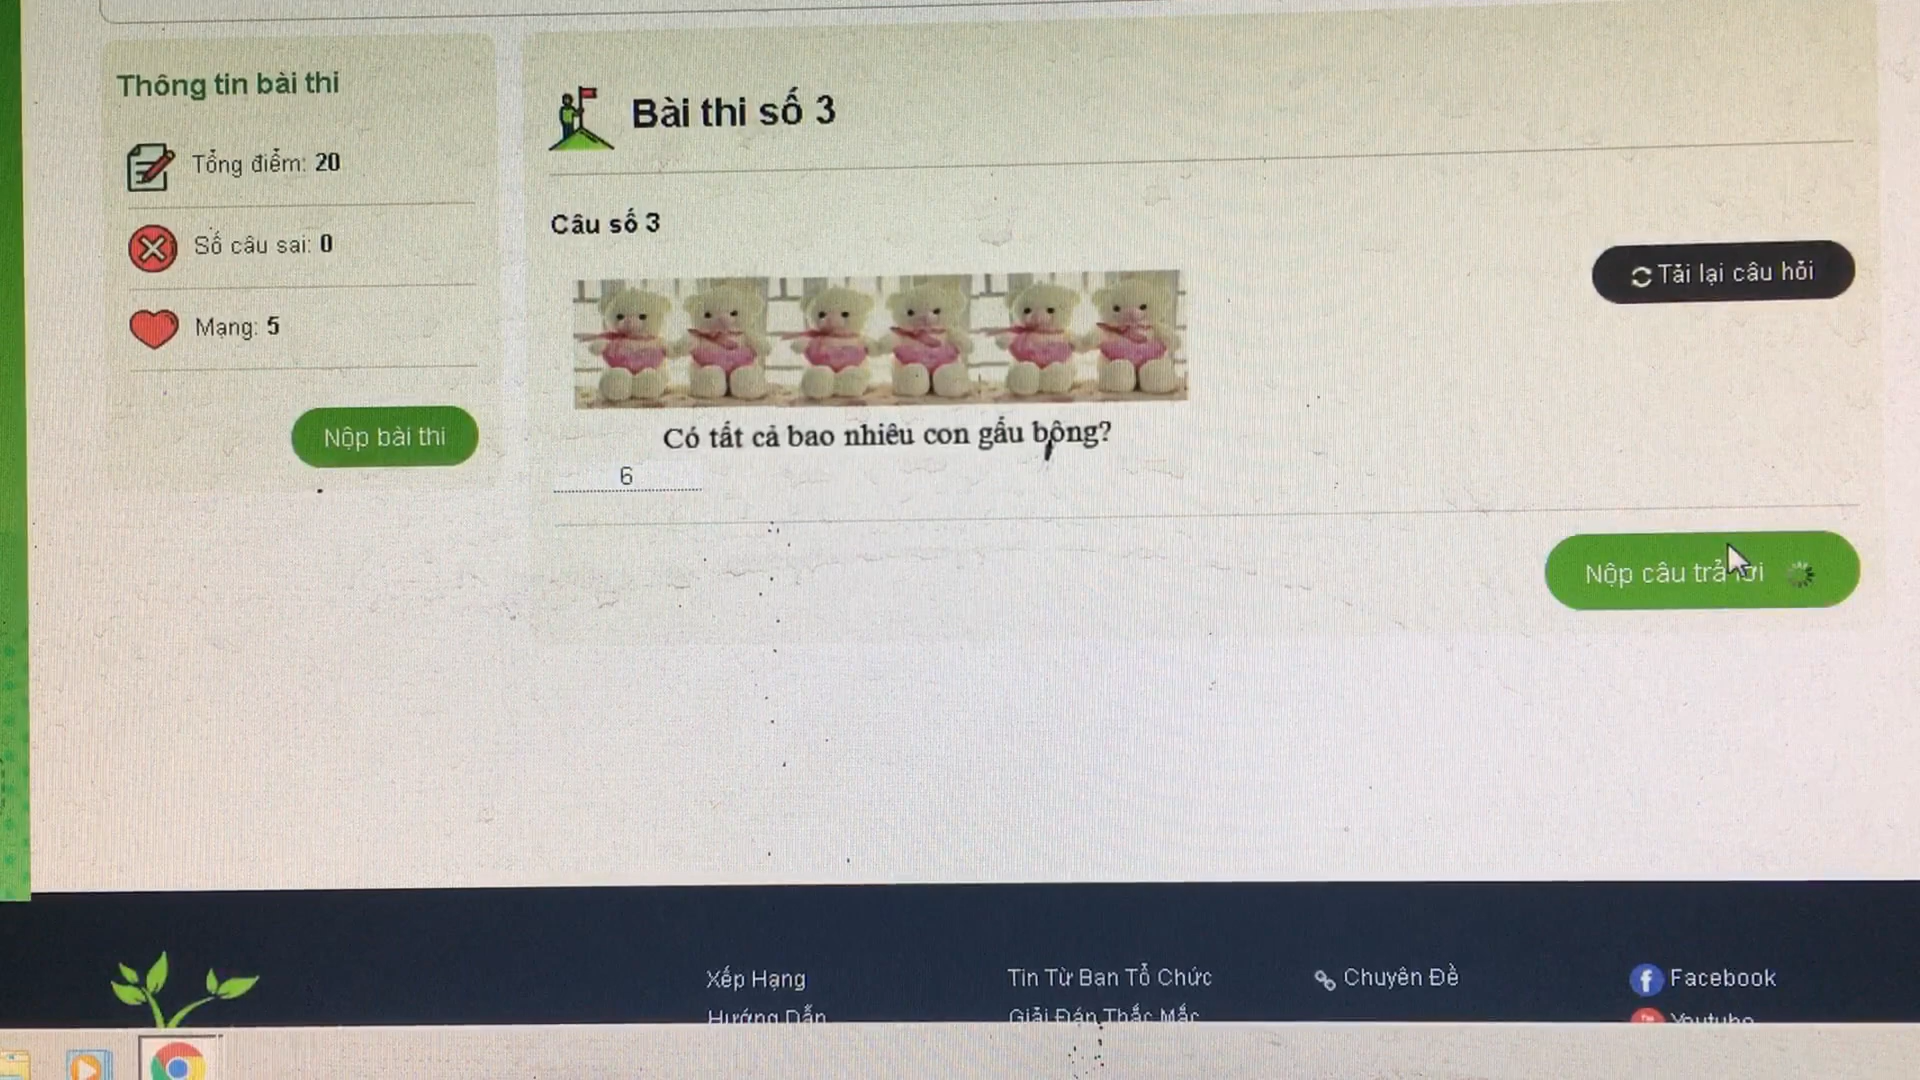 Thông tin bài thi
Tổng điểm: 20
Số câu sai: 0
Mạng: 5
Nộp bài thi
Bài thi số 3
Câu số 3
Tải lại câu hỏi
Có tất cả bao nhiêu con gấu bông?
6
Nộp câu trả lời
Xếp Hạng
Tin Từ Ban Tổ Chức
Chuyên Đề
Facebook
Hướng Dẫn
Giải Đáp Thắc Mắc
Youtube